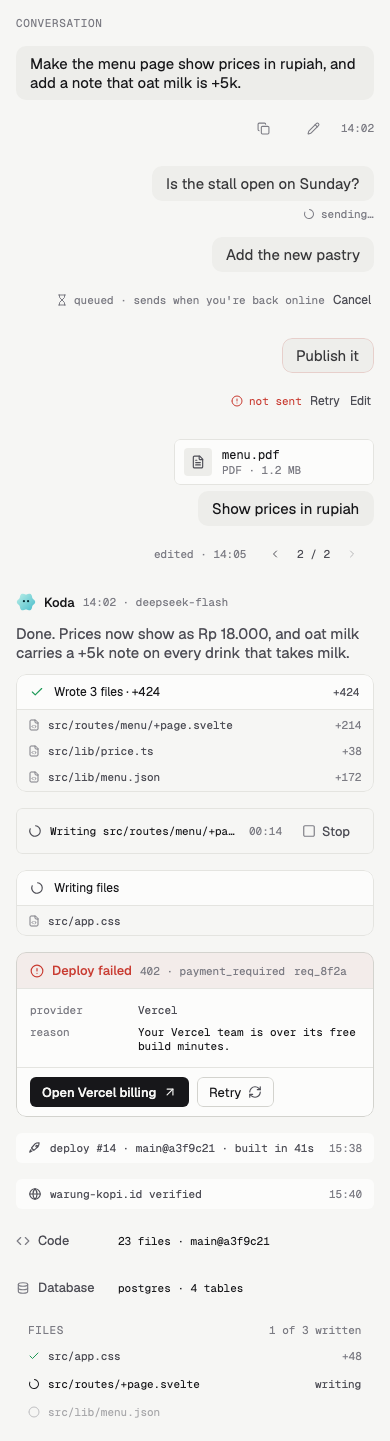 CONVERSATION
Make the menu page show prices in rupiah, and
add a note that oat milk is +5k.
14:02
Is the stall open on Sunday?
sending…
Add the new pastry
queued · sends when you're back online Cancel
Publish it
not sent Retry Edit
menu.pdf
PDF · 1.2 MB
Show prices in rupiah
edited · 14:05 2 / 2
Koda 14:02 · deepseek-flash
Done. Prices now show as Rp 18.000, and oat milk
carries a +5k note on every drink that takes milk.
Wrote 3 files · +424 +424
src/routes/menu/+page.svelte +214
src/lib/price.ts +38
src/lib/menu.json +172
Writing src/routes/menu/+pa… 00:14 Stop
Writing files
src/app.css
Deploy failed 402 · payment_required req_8f2a
provider Vercel
reason Your Vercel team is over its free
build minutes.
Open Vercel billing Retry
deploy #14 · main@a3f9c21 · built in 41s 15:38
warung-kopi.id verified 15:40
Code 23 files · main@a3f9c21
Database postgres · 4 tables
FILES 1 of 3 written
src/app.css +48
src/routes/+page.svelte writing
src/lib/menu.json